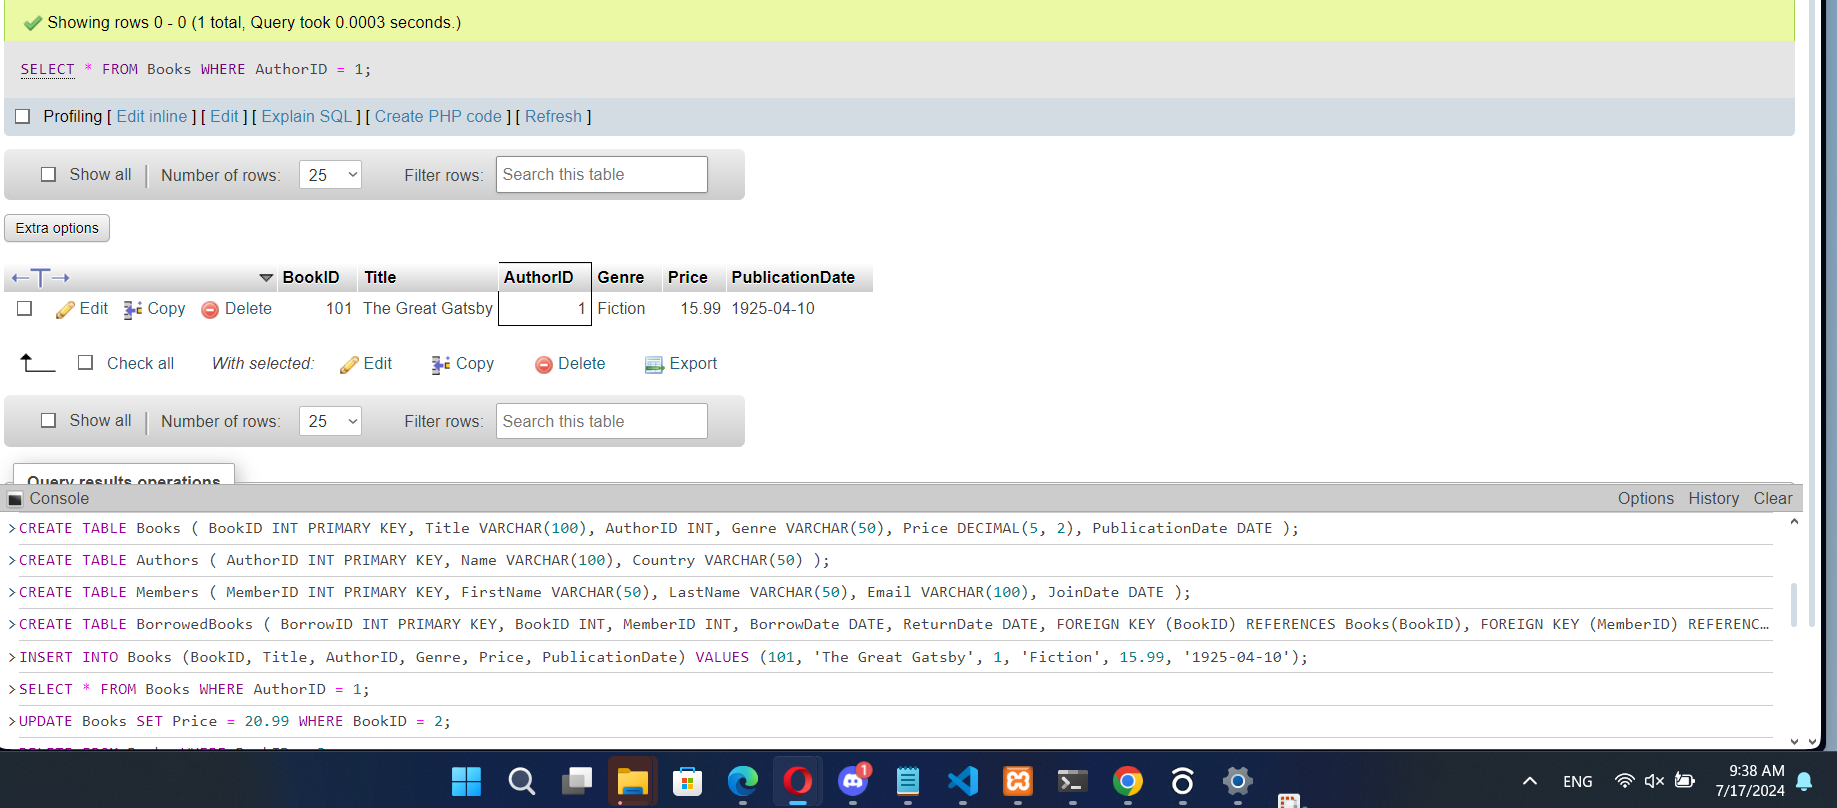 Showing rows 0 - 0 (1 total, Query took 0.0003 seconds.)
SELECT * FROM Books WHERE AuthorID = 1;
Profiling [ Edit inline ] [ Edit ] [ Explain SQL ] [ Create PHP code ] [ Refresh ]
Show all Number of rows: 25 Filter rows: Search this table
Extra options
BookID Title AuthorID Genre Price PublicationDate
Edit Copy Delete 101 The Great Gatsby 1 Fiction 15.99 1925-04-10
Check all With selected: Edit Copy Delete Export
Show all Number of rows: 25 Filter rows: Search this table
Query results operations
Console Options History Clear
>CREATE TABLE Books ( BookID INT PRIMARY KEY, Title VARCHAR(100), AuthorID INT, Genre VARCHAR(50), Price DECIMAL(5, 2), PublicationDate DATE );
>CREATE TABLE Authors ( AuthorID INT PRIMARY KEY, Name VARCHAR(100), Country VARCHAR(50) );
>CREATE TABLE Members ( MemberID INT PRIMARY KEY, FirstName VARCHAR(50), LastName VARCHAR(50), Email VARCHAR(100), JoinDate DATE );
>CREATE TABLE BorrowedBooks ( BorrowID INT PRIMARY KEY, BookID INT, MemberID INT, BorrowDate DATE, ReturnDate DATE, FOREIGN KEY (BookID) REFERENCES Books(BookID), FOREIGN KEY (MemberID) REFERENC…
>INSERT INTO Books (BookID, Title, AuthorID, Genre, Price, PublicationDate) VALUES (101, 'The Great Gatsby', 1, 'Fiction', 15.99, '1925-04-10');
>SELECT * FROM Books WHERE AuthorID = 1;
>UPDATE Books SET Price = 20.99 WHERE BookID = 2;
1
ENG
9:38 AM
7/17/2024